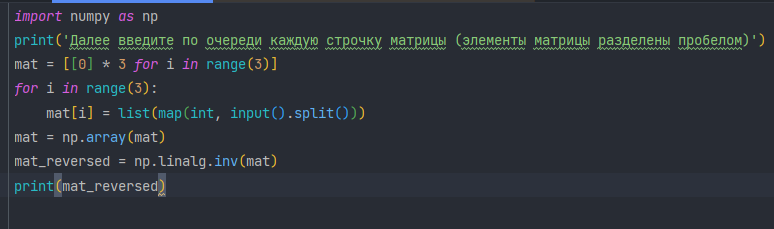 import numpy as np
print('Далее введите по очереди каждую строчку матрицы (элементы матрицы разделены пробелом)')
mat = [[0] * 3 for i in range(3)]
for i in range(3):
    mat[i] = list(map(int, input().split()))
mat = np.array(mat)
mat_reversed = np.linalg.inv(mat)
print(mat_reversed)